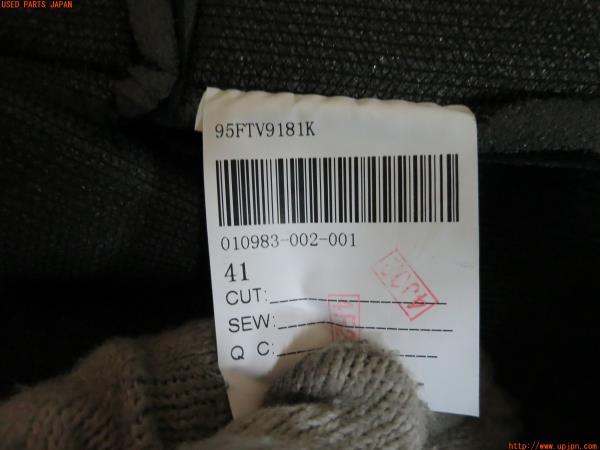 USED PARTS JAPAN
95FTV9181K
010983-002-001
41
CUT:
SEW:
Q C:
http://www.upjpn.com